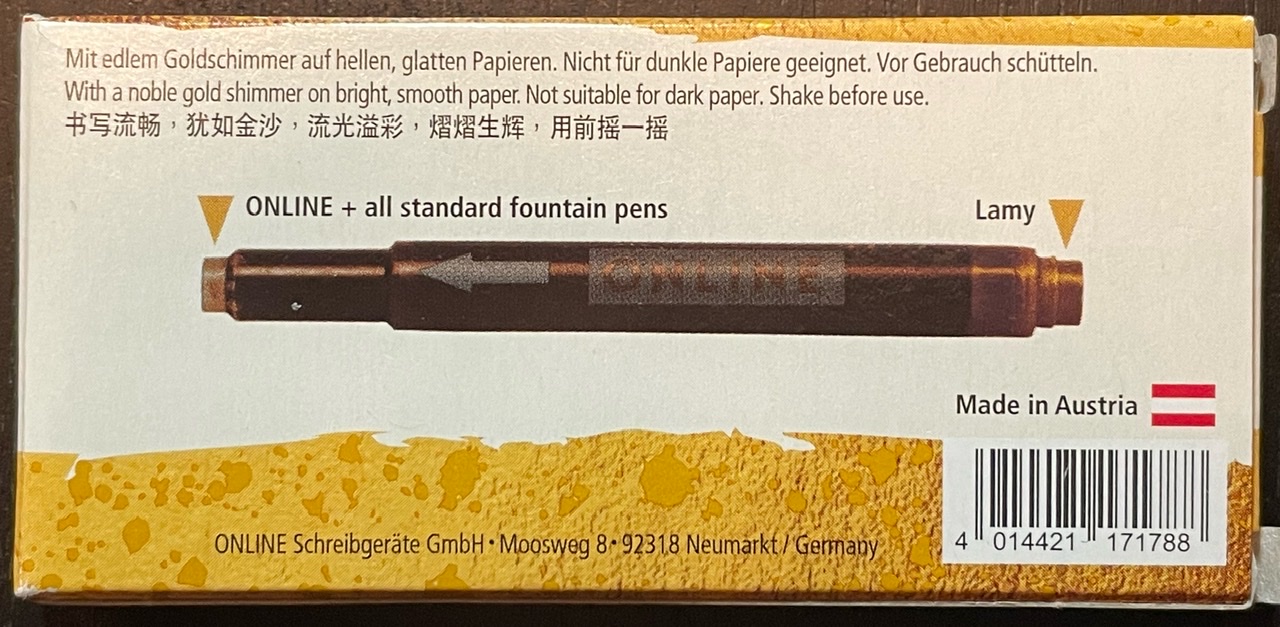 Mit edlem Goldschimmer auf hellen, glatten Papieren. Nicht für dunkle Papiere geeignet. Vor Gebrauch schütteln.
With a noble gold shimmer on bright, smooth paper. Not suitable for dark paper. Shake before use.
书写流畅，犹如金沙，流光溢彩，熠熠生辉，用前摇一摇
ONLINE + all standard fountain pens
Lamy
ONLINE
Made in Austria
ONLINE Schreibgeräte GmbH • Moosweg 8 • 92318 Neumarkt / Germany
4 014421 171788